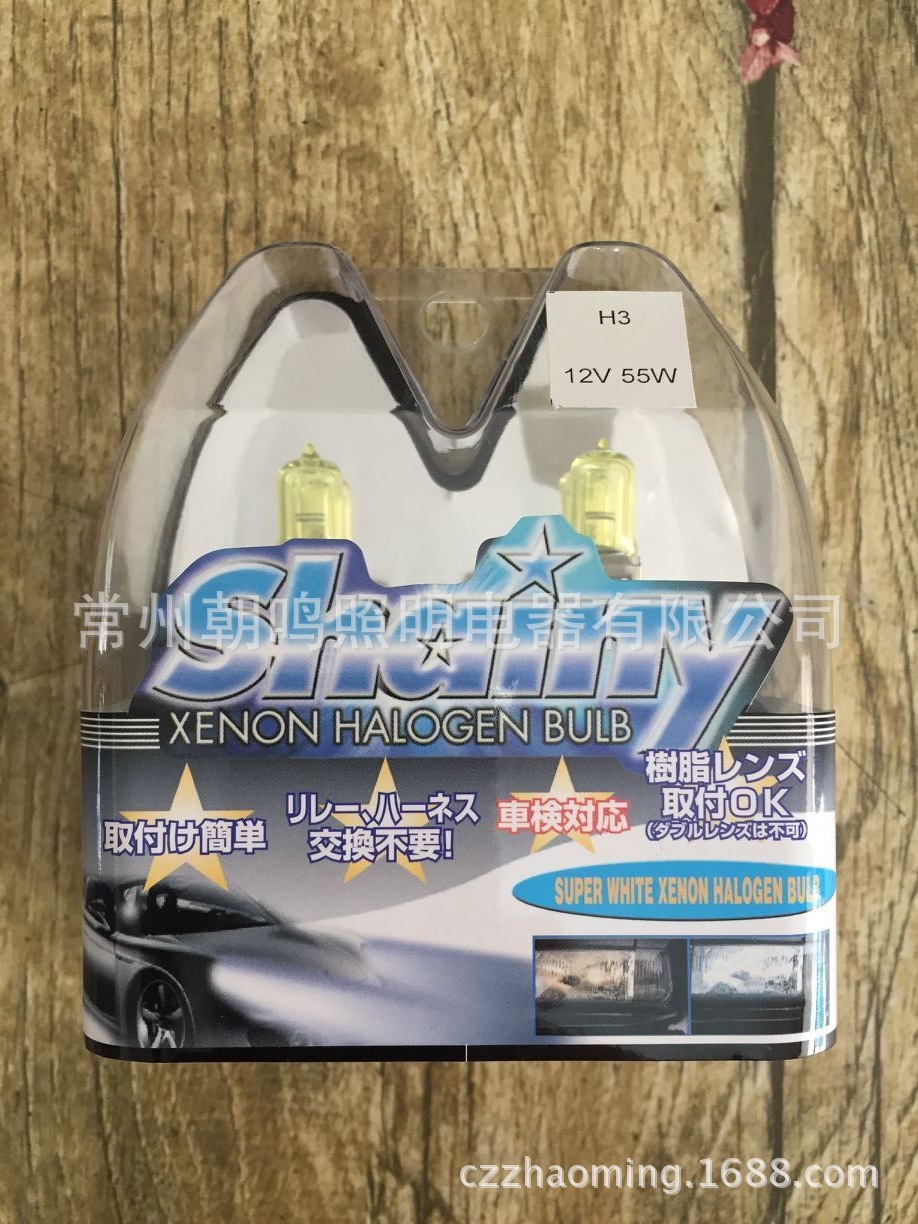 H3
12V 55W
Shainy
常州朝鸣照明电器有限公司
XENON HALOGEN BULB
取付け簡単
リレー、ハーネス
交換不要!
車検対応
樹脂レンズ
取付OK
(ダブルレンズは不可)
SUPER WHITE XENON HALOGEN BULB
czzhaoming.1688.com